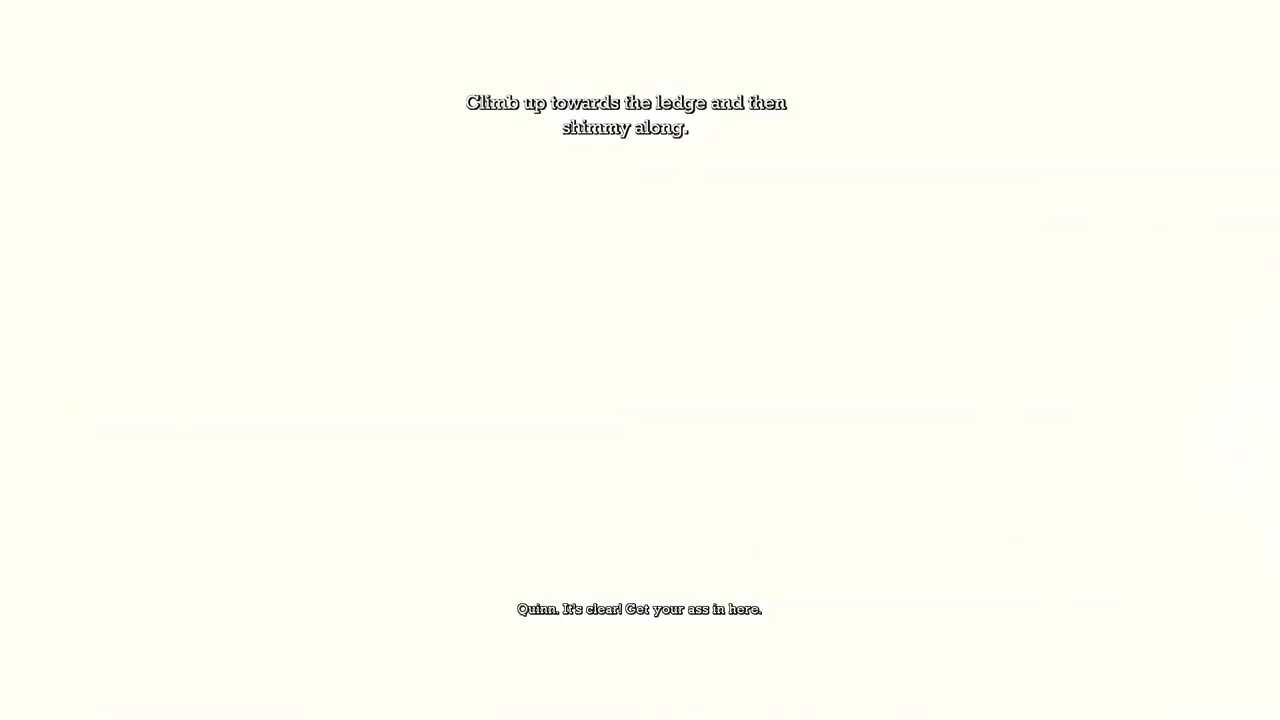 Climb up towards the ledge and then
shimmy along.
Quinn. It's clear! Get your ass in here.